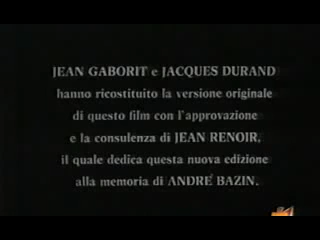 JEAN GABORIT e JACQUES DURAND
hanno ricostituito la versione originale
di questo film con l'approvazione
e la consulenza di JEAN RENOIR,
il quale dedica questa nuova edizione
alla memoria di ANDRÉ BAZIN.